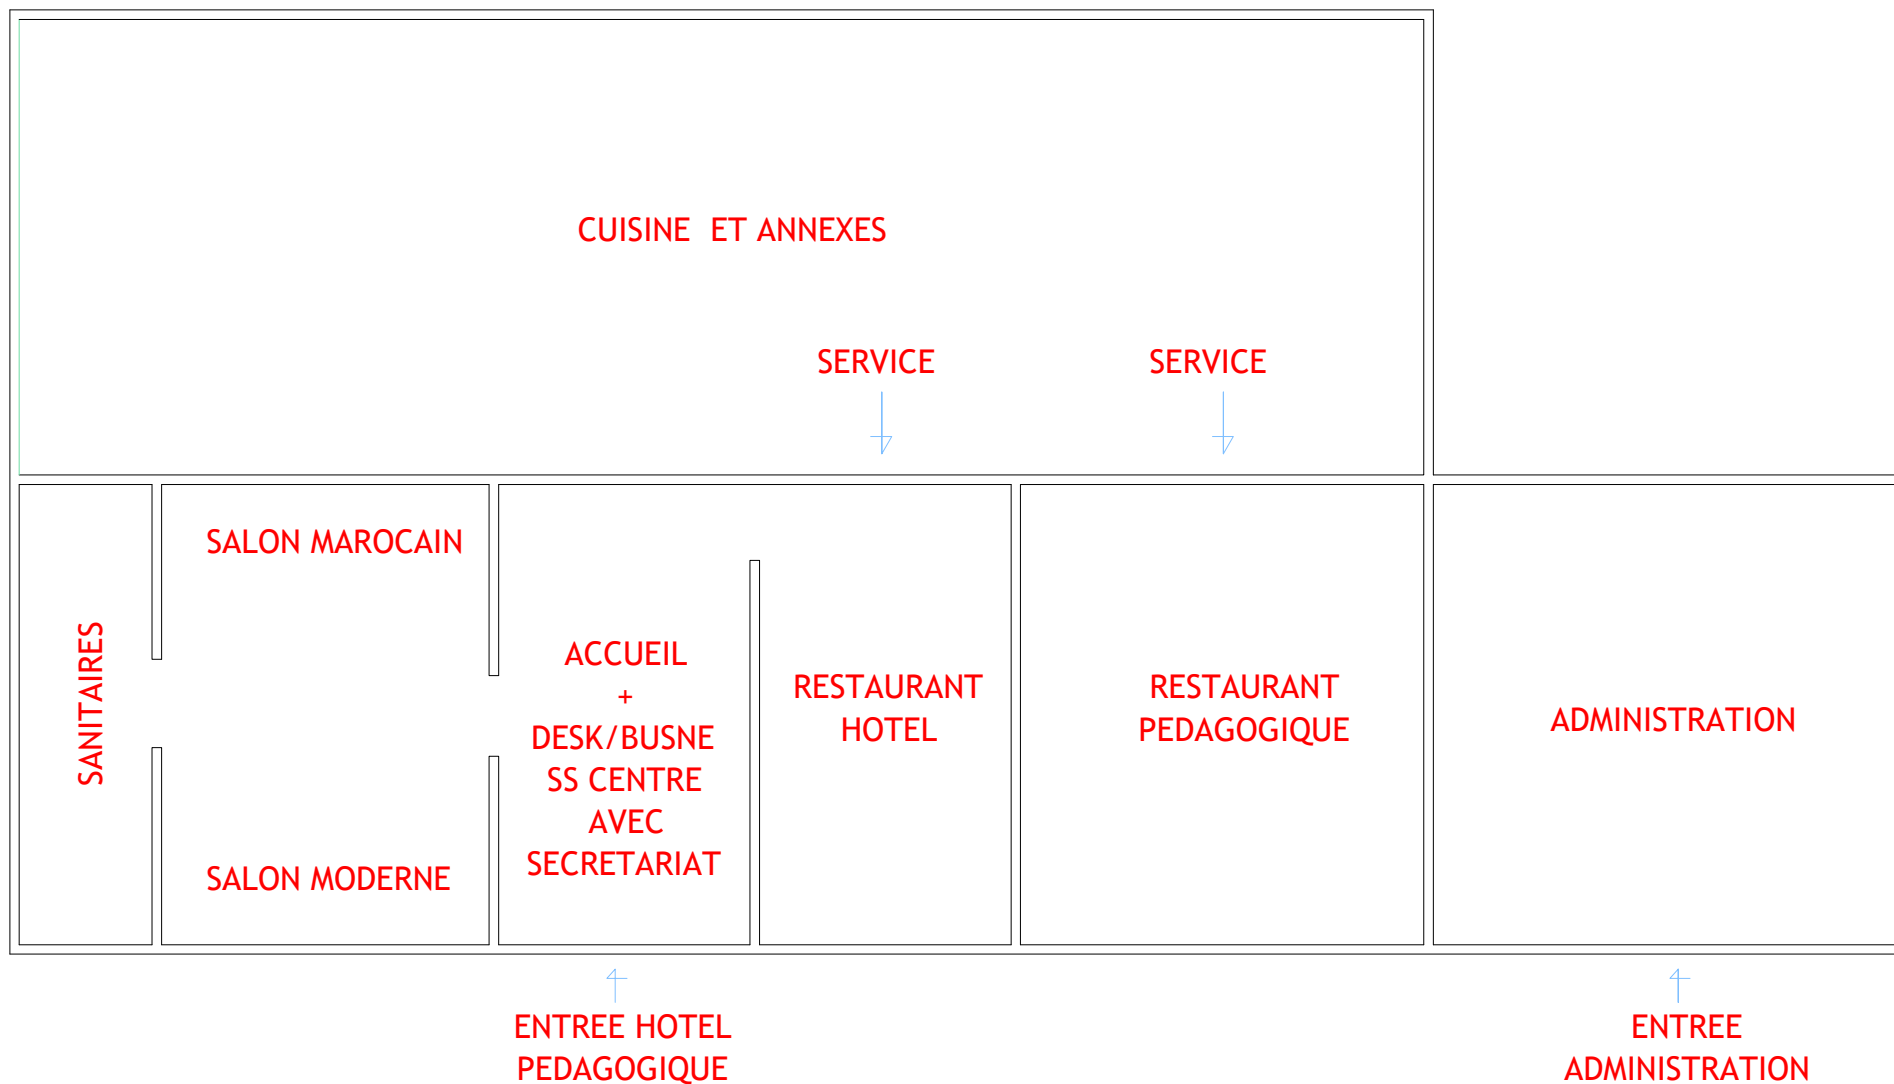 CUISINE ET ANNEXES
SERVICE
SERVICE
SANITAIRES
SALON MAROCAIN
SALON MODERNE
ACCUEIL
+
DESK/BUSNE
SS CENTRE
AVEC
SECRETARIAT
RESTAURANT
HOTEL
RESTAURANT
PEDAGOGIQUE
ADMINISTRATION
ENTREE HOTEL
PEDAGOGIQUE
ENTREE
ADMINISTRATION